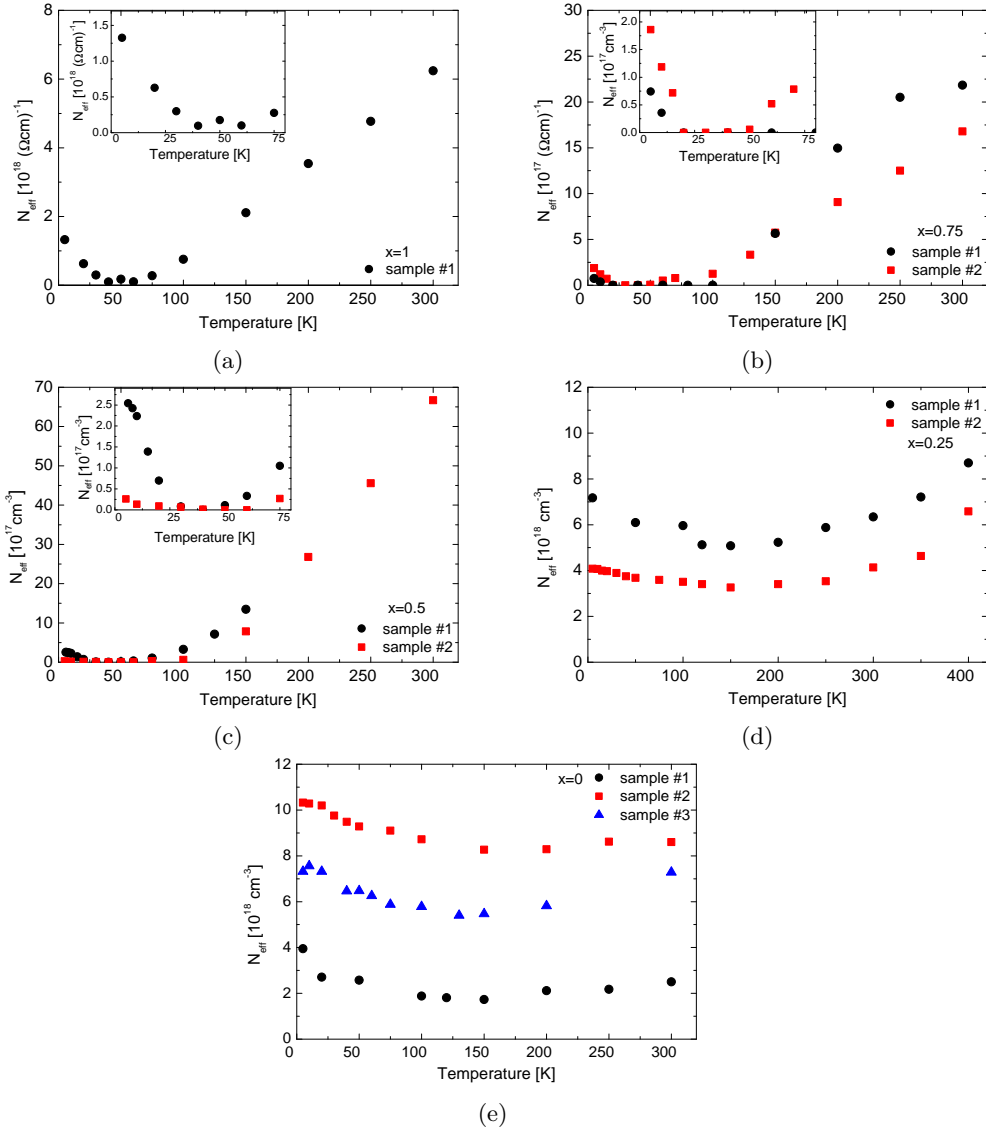 8
6
4
2
0
N_eff [10^18 (Ωcm)^-1]
0 50 100 150 200 250 300
Temperature [K]
1.5
1.0
0.5
0.0
N_eff [10^18 (Ωcm)^-1]
0 25 50 75
Temperature [K]
x=1
sample #1
(a)
30
25
20
15
10
5
0
N_eff [10^17 (Ωcm)^-1]
0 50 100 150 200 250 300
Temperature [K]
2.0
1.5
1.0
0.5
0.0
N_eff [10^17cm^-3]
0 25 50 75
Temperature [K]
x=0.75
sample #1
sample #2
(b)
70
60
50
40
30
20
10
0
N_eff [10^17cm^-3]
0 50 100 150 200 250 300
Temperature [K]
2.5
2.0
1.5
1.0
0.5
0.0
N_eff [10^17cm^-3]
0 25 50 75
Temperature [K]
x=0.5
sample #1
sample #2
(c)
12
10
8
6
4
2
0
N_eff [10^18 cm^-3]
0 100 200 300 400
Temperature [K]
sample #1
sample #2
x=0.25
(d)
12
10
8
6
4
2
0
N_eff [10^18 cm^-3]
0 50 100 150 200 250 300
Temperature [K]
x=0
sample #1
sample #2
sample #3
(e)